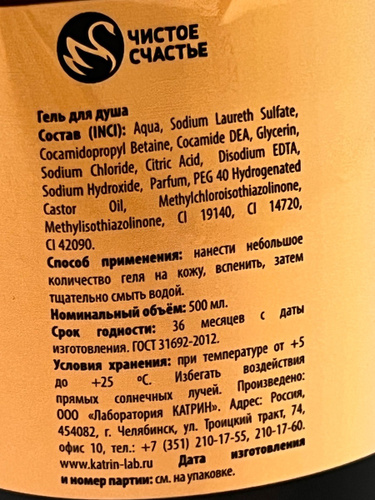 ЧИСТОЕ
СЧАСТЬЕ
Гель для душа
Состав (INCI): Aqua, Sodium Laureth Sulfate,
Cocamidopropyl Betaine, Cocamide DEA, Glycerin,
Sodium Chloride, Citric Acid, Disodium EDTA,
Sodium Hydroxide, Parfum, PEG 40 Hydrogenated
Castor Oil, Methylchloroisothiazolinone,
Methylisothiazolinone, CI 19140, CI 14720,
CI 42090.
Способ применения: нанести небольшое
количество геля на кожу, вспенить, затем
тщательно смыть водой.
Номинальный объём: 500 мл.
Срок годности: 36 месяцев с даты
изготовления. ГОСТ 31692-2012.
Условия хранения: при температуре от +5
до +25 ºС. Избегать воздействия
прямых солнечных лучей. Произведено:
ООО «Лаборатория КАТРИН». Адрес: Россия,
454082, г. Челябинск, ул. Троицкий тракт, 74,
офис 10, тел.: +7 (351) 210-17-55, 210-17-60.
www.katrin-lab.ru Дата изготовления
и номер партии: см. на упаковке.